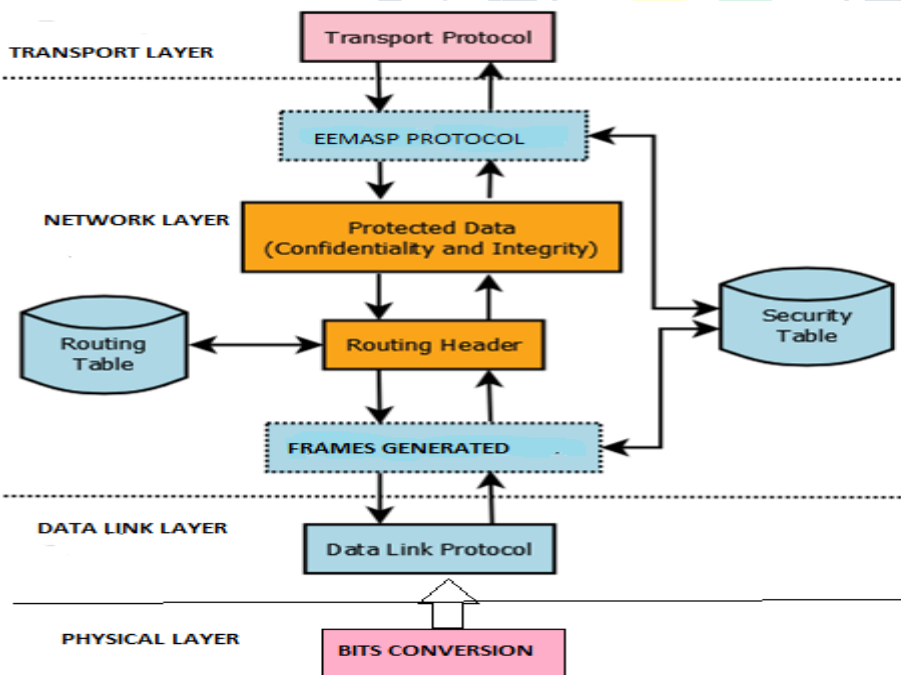 Transport Protocol
TRANSPORT LAYER
EEMASP PROTOCOL
NETWORK LAYER
Protected Data
(Confidentiality and Integrity)
Routing
Table
Routing Header
Security
Table
FRAMES GENERATED
DATA LINK LAYER
Data Link Protocol
PHYSICAL LAYER
BITS CONVERSION